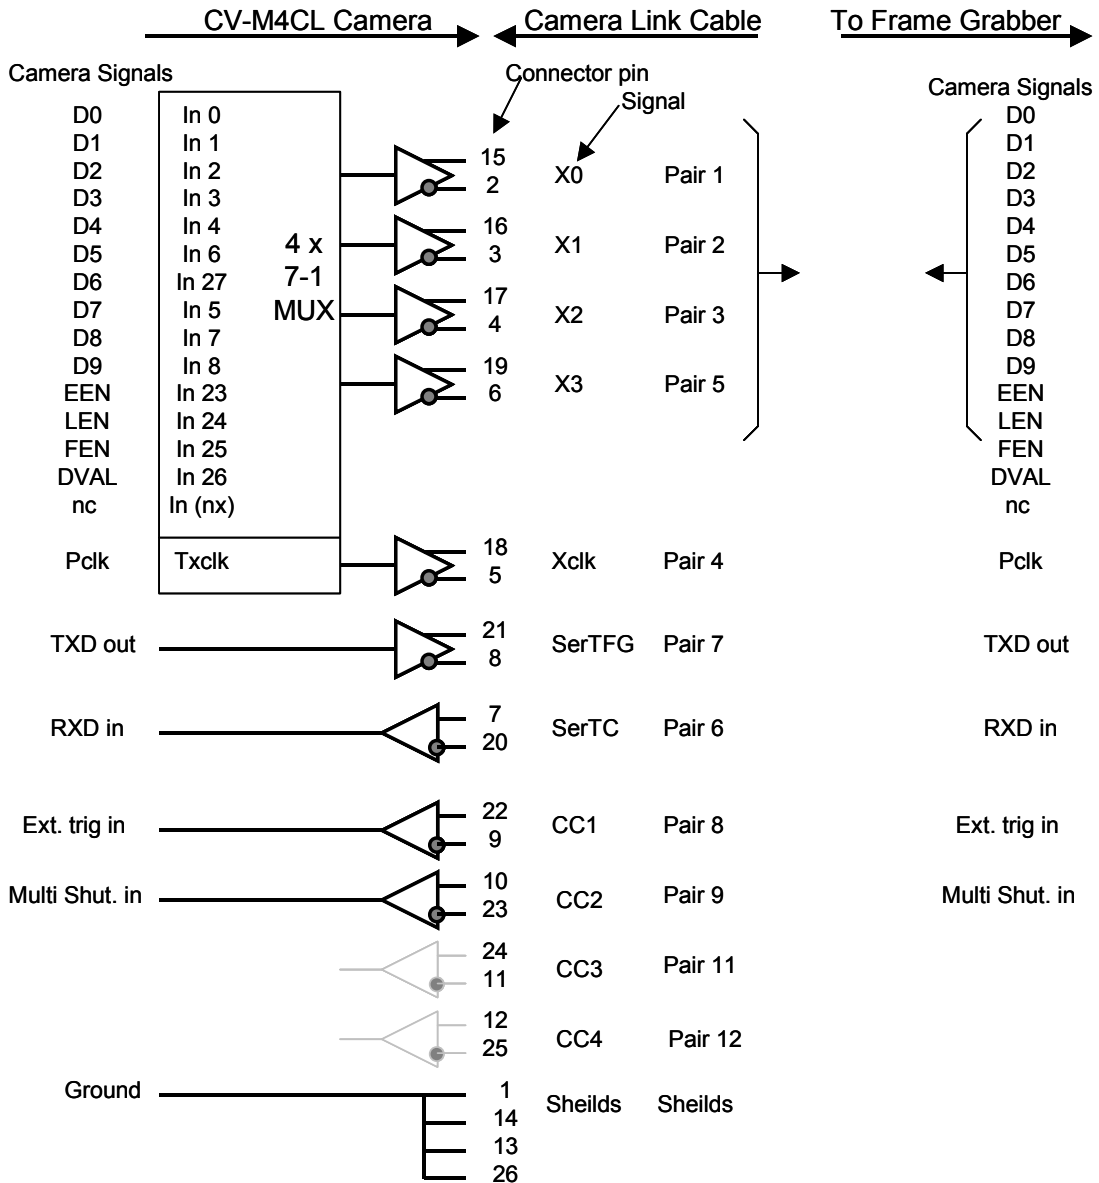 CV-M4CL Camera Camera Link Cable To Frame Grabber
Camera Signals Connector pin Camera Signals
Signal
D0 In 0 D0
D1 In 1 D1
D2 In 2 15 2 X0 Pair 1 D2
D3 In 3 D3
D4 In 4 16 3 X1 Pair 2 D4
D5 In 6 D5
D6 In 27 D6
D7 In 5 17 4 X2 Pair 3 D7
D8 In 7 D8
D9 In 8 19 6 X3 Pair 5 D9
4 x
7-1
MUX
EEN In 23 EEN
LEN In 24 LEN
FEN In 25 FEN
DVAL In 26 DVAL
nc In (nx) nc
Pclk Txclk 18 5 Xclk Pair 4 Pclk
TXD out 21 8 SerTFG Pair 7 TXD out
RXD in 7 20 SerTC Pair 6 RXD in
Ext. trig in 22 9 CC1 Pair 8 Ext. trig in
Multi Shut. in 10 23 CC2 Pair 9 Multi Shut. in
24 11 CC3 Pair 11
12 25 CC4 Pair 12
Ground 1 Sheilds Sheilds
14
13
26